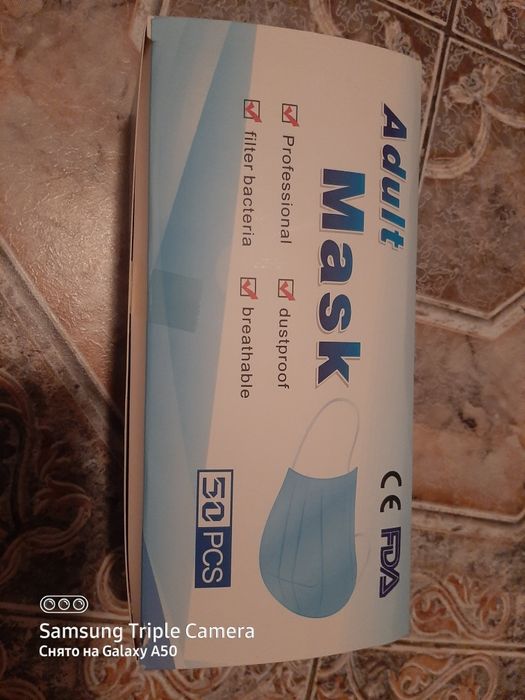 Adult
Mask
CE FDA
Professional
dustproof
filter bacteria
breathable
50 PCS
Samsung Triple Camera
Снято на Galaxy A50